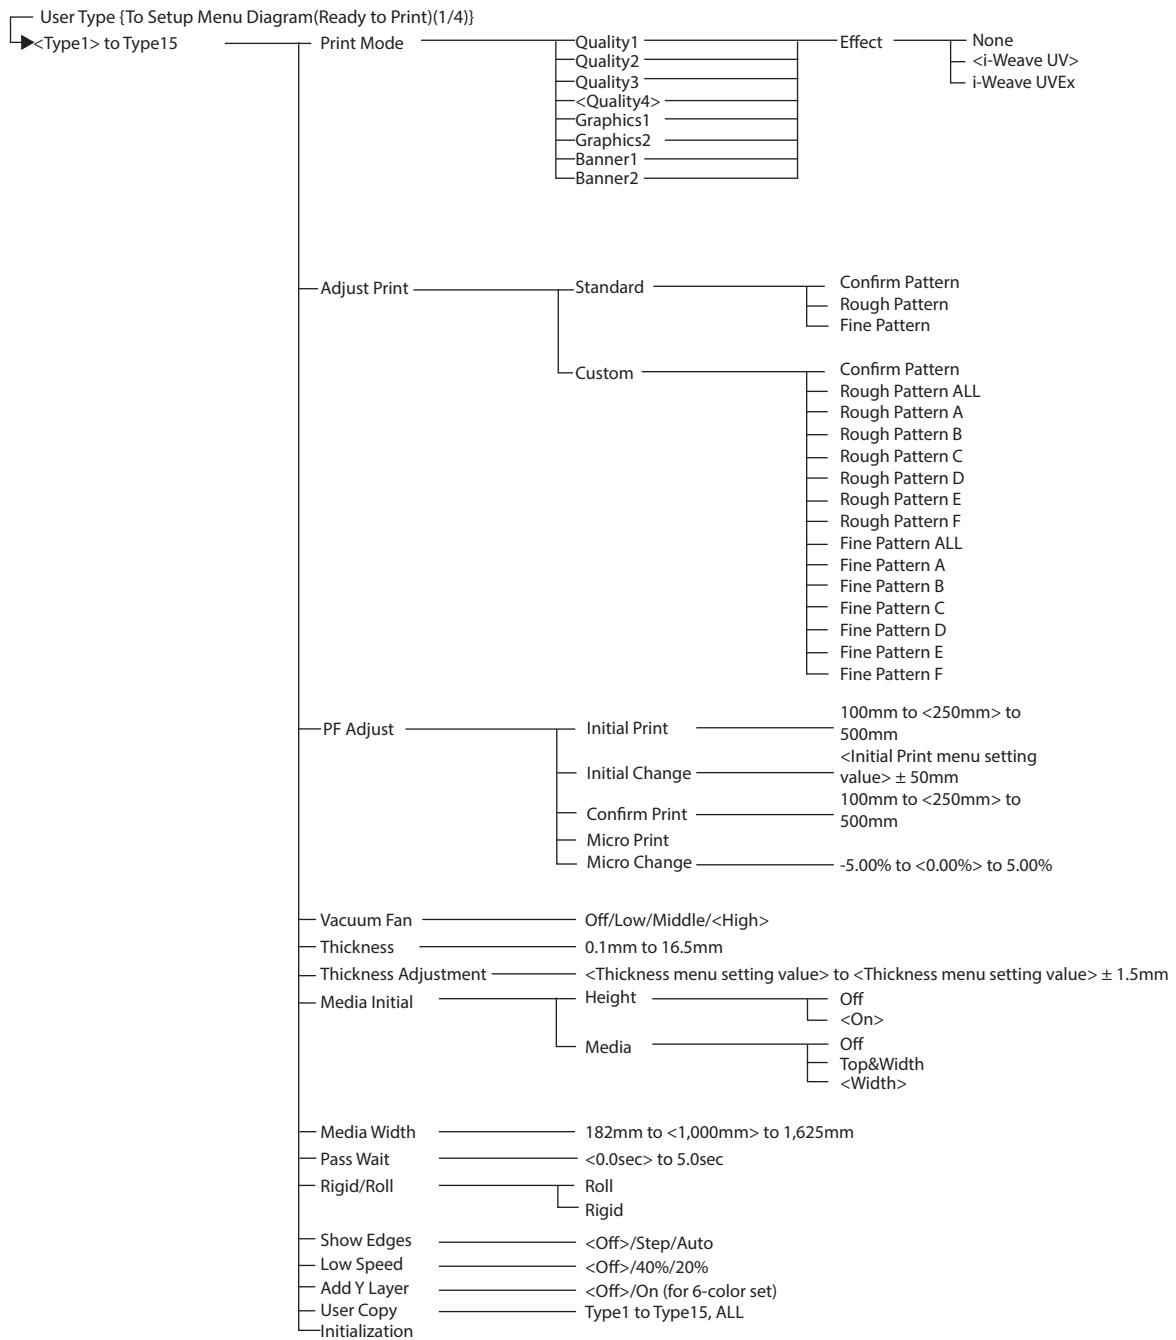 User Type {To Setup Menu Diagram(Ready to Print)(1/4)}
<Type1> to Type15
Print Mode
Quality1
Quality2
Quality3
<Quality4>
Graphics1
Graphics2
Banner1
Banner2
Effect
None
<i-Weave UV>
i-Weave UVEx
Adjust Print
Standard
Confirm Pattern
Rough Pattern
Fine Pattern
Custom
Confirm Pattern
Rough Pattern ALL
Rough Pattern A
Rough Pattern B
Rough Pattern C
Rough Pattern D
Rough Pattern E
Rough Pattern F
Fine Pattern ALL
Fine Pattern A
Fine Pattern B
Fine Pattern C
Fine Pattern D
Fine Pattern E
Fine Pattern F
PF Adjust
Initial Print
100mm to <250mm> to
500mm
Initial Change
<Initial Print menu setting
value> ± 50mm
Confirm Print
100mm to <250mm> to
500mm
Micro Print
Micro Change
-5.00% to <0.00%> to 5.00%
Vacuum Fan
Off/Low/Middle/<High>
Thickness
0.1mm to 16.5mm
Thickness Adjustment
<Thickness menu setting value> to <Thickness menu setting value> ± 1.5mm
Media Initial
Height
Off
<On>
Media
Off
Top&Width
<Width>
Media Width
182mm to <1,000mm> to 1,625mm
Pass Wait
<0.0sec> to 5.0sec
Rigid/Roll
Roll
Rigid
Show Edges
<Off>/Step/Auto
Low Speed
<Off>/40%/20%
Add Y Layer
<Off>/On (for 6-color set)
User Copy
Type1 to Type15, ALL
Initialization